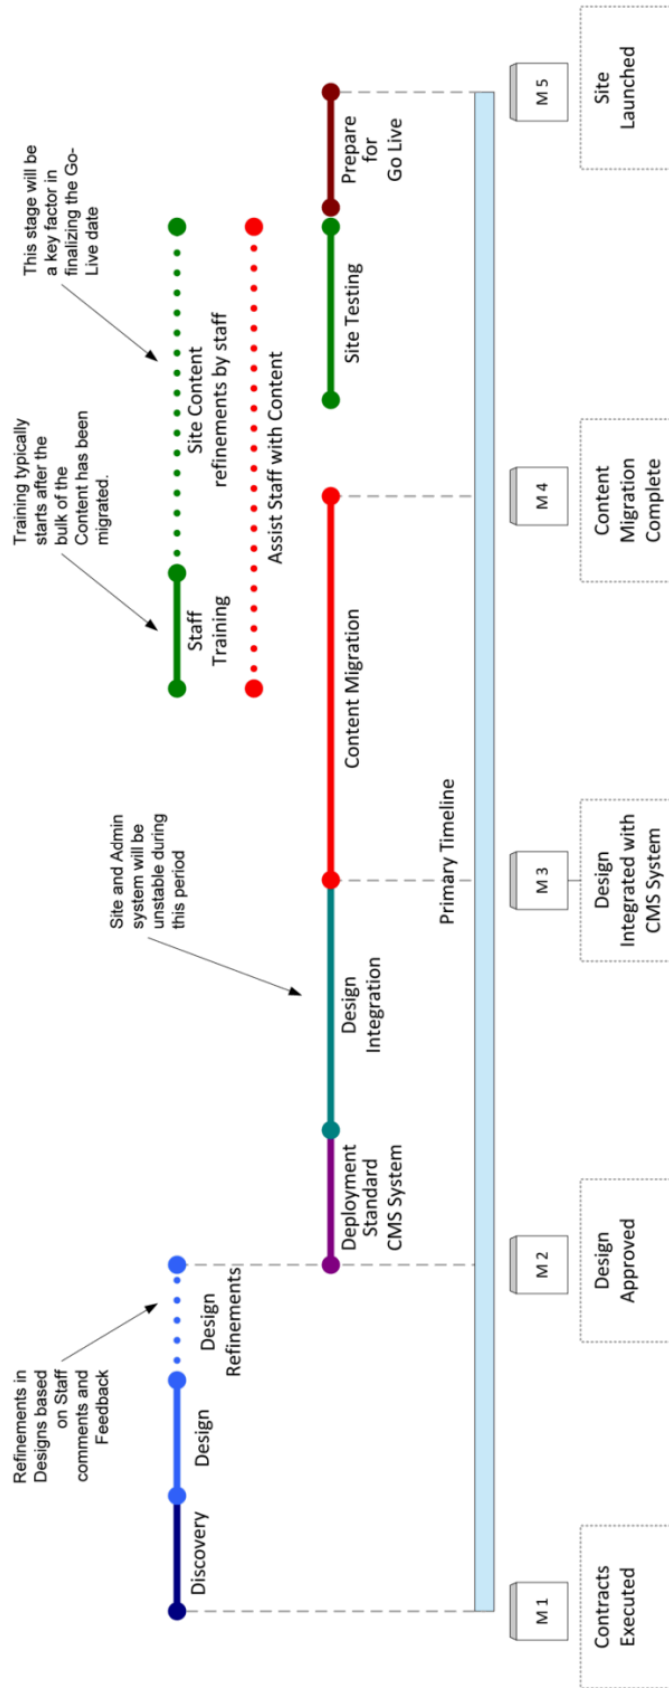 Refinements in
Designs based
on Staff
comments and
Feedback
Site and Admin
system will be
unstable during
this period
Training typically
starts after the
bulk of the
Content has been
migrated.
This stage will be
a key factor in
finalizing the Go-
Live date
Discovery
Design
Design
Refinements
Staff
Training
Site Content
refinements by staff
Assist Staff with Content
Deployment
Standard
CMS System
Design
Integration
Content Migration
Site Testing
Prepare
for
Go Live
Primary Timeline
M 1
M 2
M 3
M 4
M 5
Contracts
Executed
Design
Approved
Design
Integrated with
CMS System
Content
Migration
Complete
Site
Launched